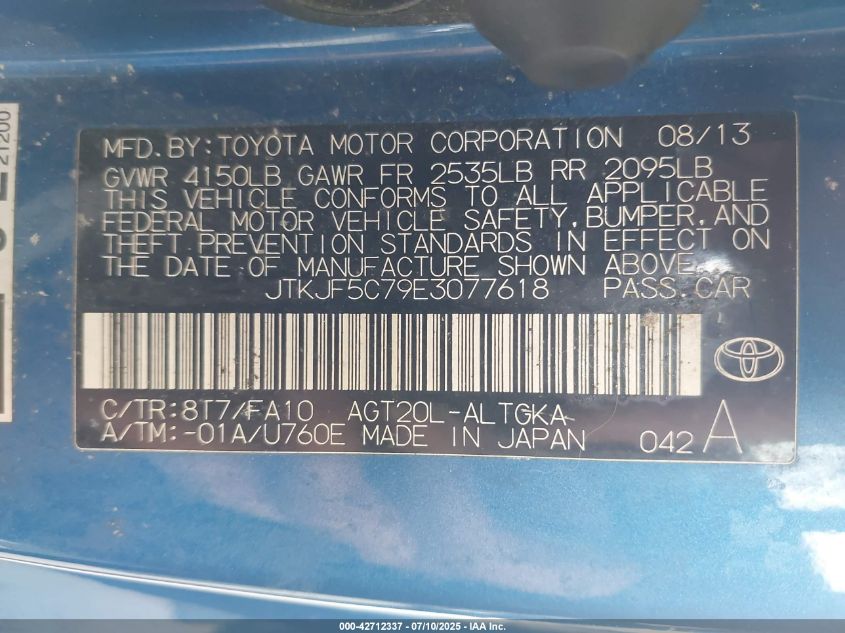 MFD. BY: TOYOTA MOTOR CORPORATION 08/13
GVWR 4150LB GAWR FR 2535LB RR 2095LB
THIS VEHICLE CONFORMS TO ALL APPLICABLE
FEDERAL MOTOR VEHICLE SAFETY, BUMPER, AND
THEFT PREVENTION STANDARDS IN EFFECT ON
THE DATE OF MANUFACTURE SHOWN ABOVE.
JTKJF5C79E3077618 PASS. CAR
C/TR: 8T7/FA10 AGT20L-ALTGKA
A/TM: -01A/U760E MADE IN JAPAN 042 A
21200
000-42712337 - 07/10/2025 - IAA Inc.